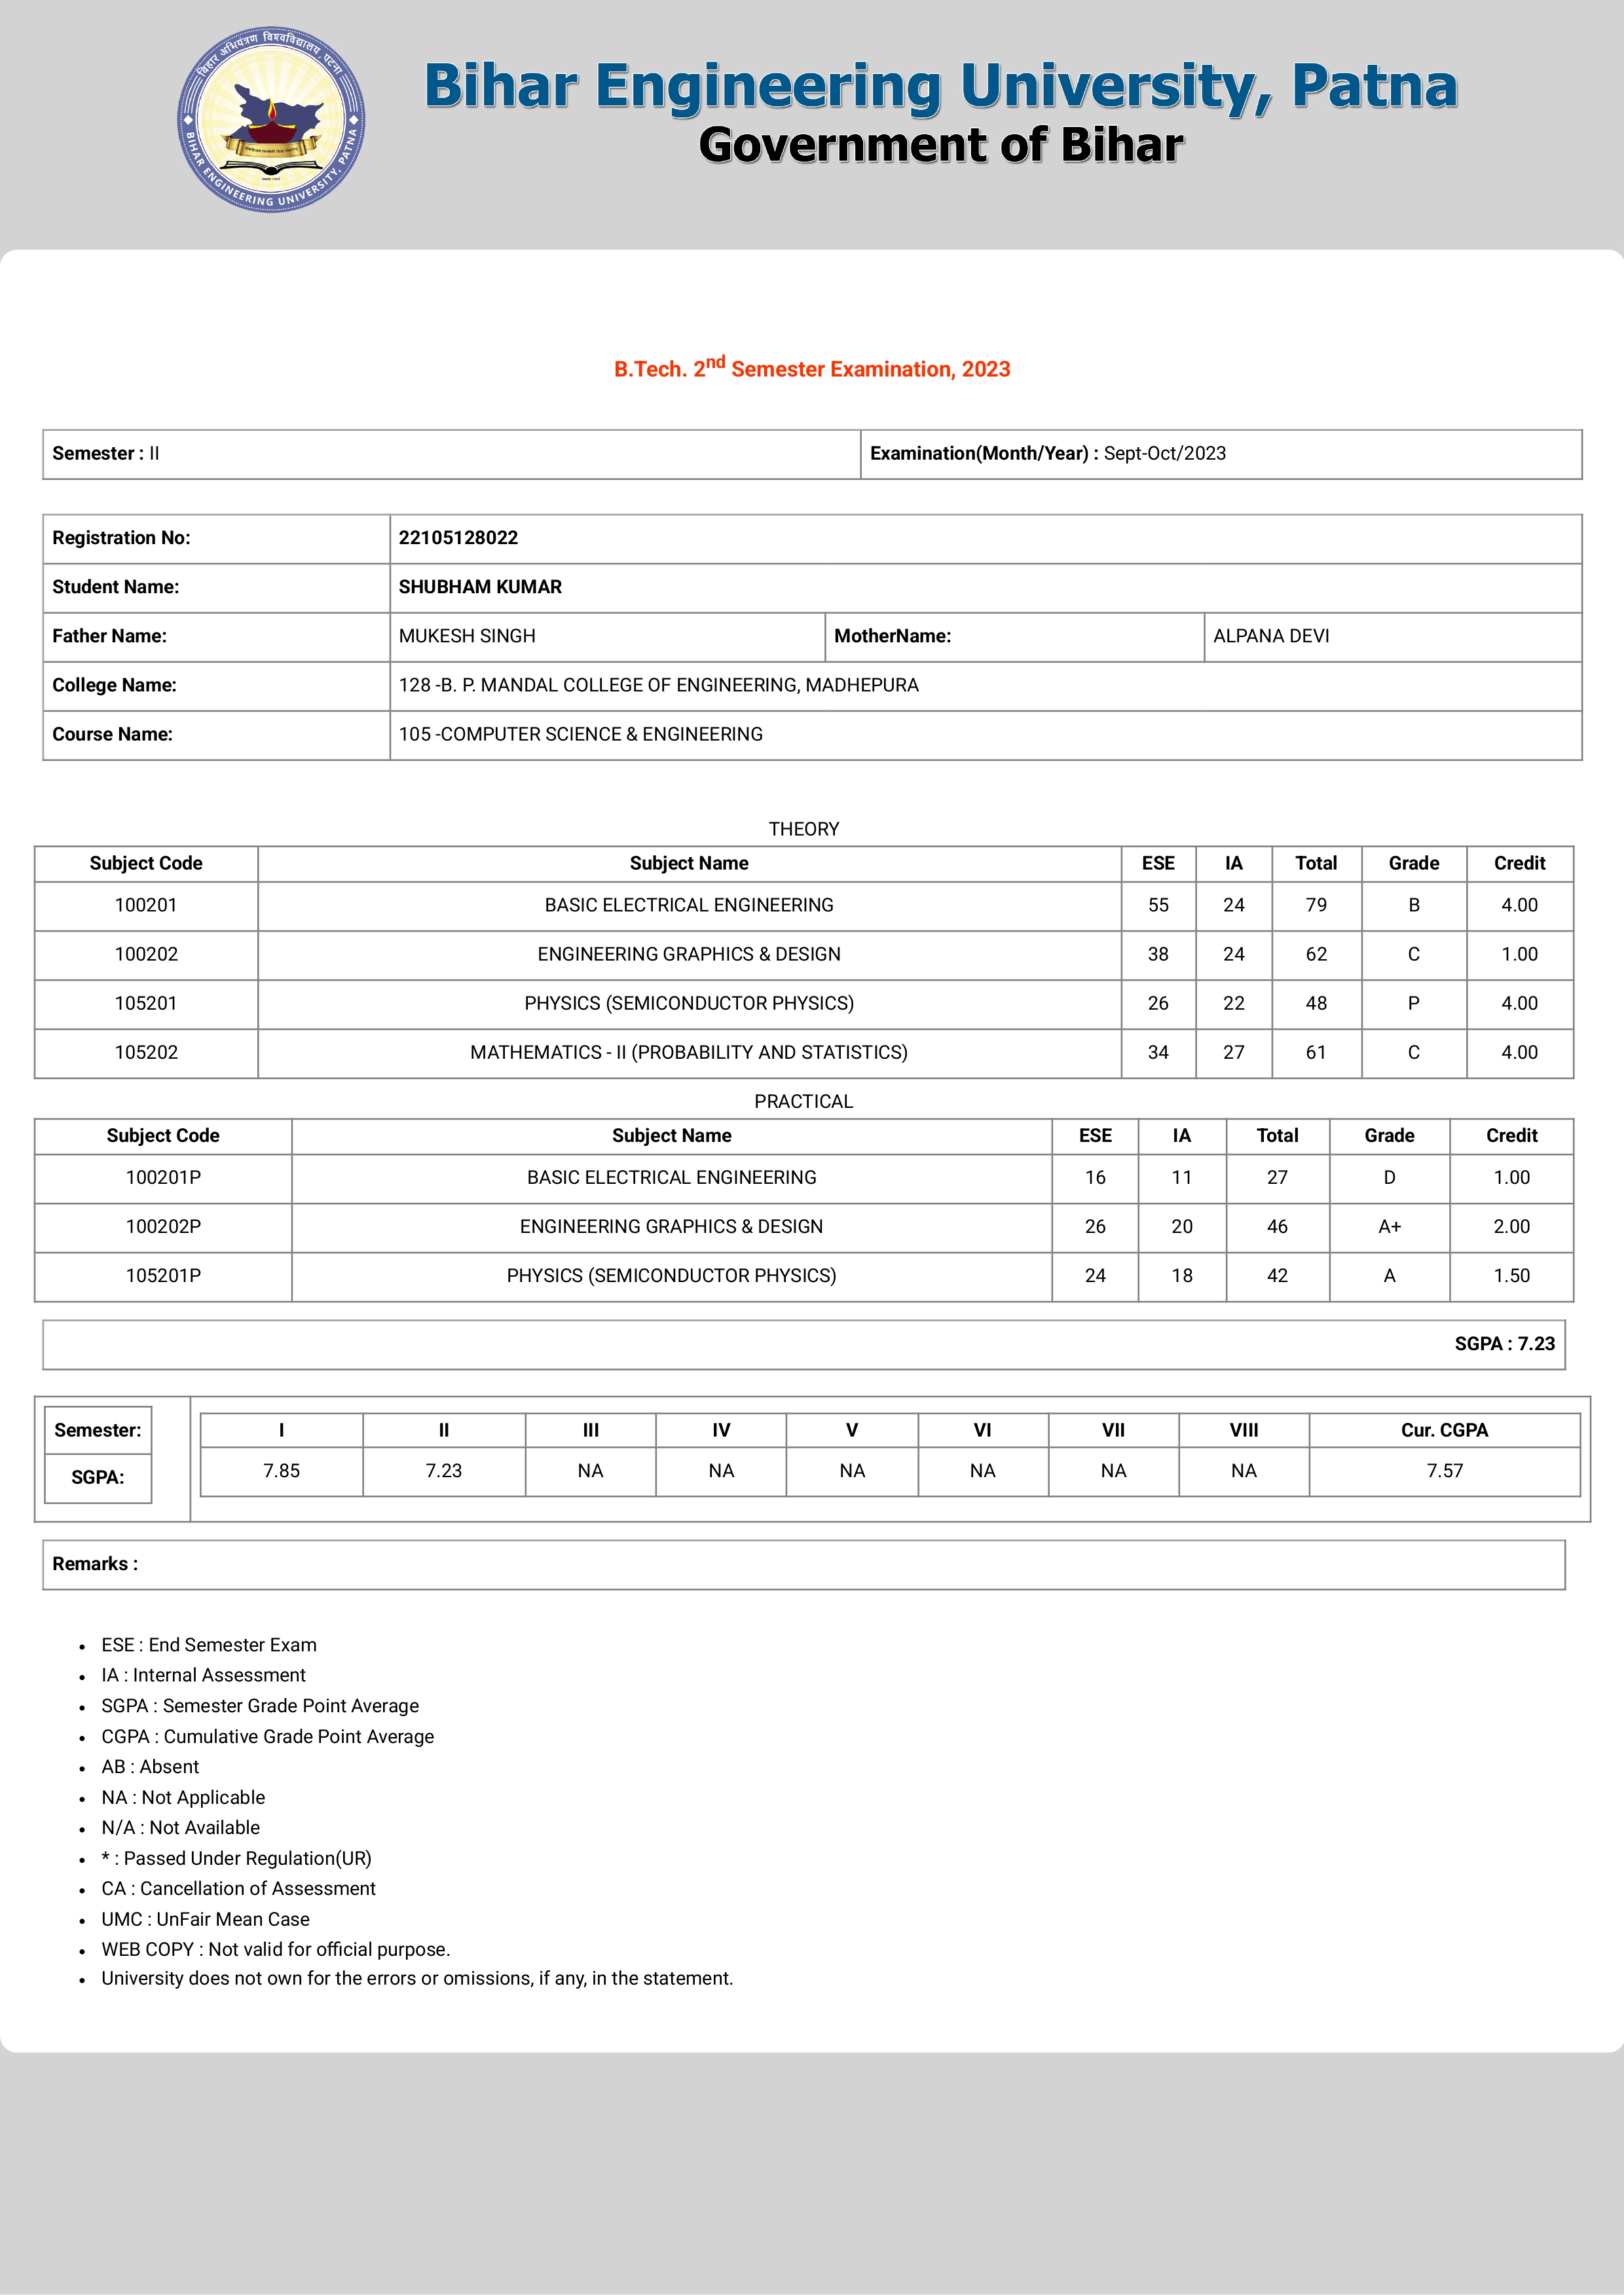 बिहार अभियंत्रण विश्वविद्यालय, पटना
BIHAR ENGINEERING UNIVERSITY, PATNA
Bihar Engineering University, Patna
Government of Bihar
B.Tech. 2nd Semester Examination, 2023
Semester : II Examination(Month/Year) : Sept-Oct/2023
Registration No: 22105128022
Student Name: SHUBHAM KUMAR
Father Name: MUKESH SINGH MotherName: ALPANA DEVI
College Name: 128 -B. P. MANDAL COLLEGE OF ENGINEERING, MADHEPURA
Course Name: 105 -COMPUTER SCIENCE & ENGINEERING
THEORY
Subject Code Subject Name ESE IA Total Grade Credit
100201 BASIC ELECTRICAL ENGINEERING 55 24 79 B 4.00
100202 ENGINEERING GRAPHICS & DESIGN 38 24 62 C 1.00
105201 PHYSICS (SEMICONDUCTOR PHYSICS) 26 22 48 P 4.00
105202 MATHEMATICS - II (PROBABILITY AND STATISTICS) 34 27 61 C 4.00
PRACTICAL
Subject Code Subject Name ESE IA Total Grade Credit
100201P BASIC ELECTRICAL ENGINEERING 16 11 27 D 1.00
100202P ENGINEERING GRAPHICS & DESIGN 26 20 46 A+ 2.00
105201P PHYSICS (SEMICONDUCTOR PHYSICS) 24 18 42 A 1.50
SGPA : 7.23
Semester: I II III IV V VI VII VIII Cur. CGPA
SGPA: 7.85 7.23 NA NA NA NA NA NA 7.57
Remarks :
• ESE : End Semester Exam
• IA : Internal Assessment
• SGPA : Semester Grade Point Average
• CGPA : Cumulative Grade Point Average
• AB : Absent
• NA : Not Applicable
• N/A : Not Available
• * : Passed Under Regulation(UR)
• CA : Cancellation of Assessment
• UMC : UnFair Mean Case
• WEB COPY : Not valid for official purpose.
• University does not own for the errors or omissions, if any, in the statement.